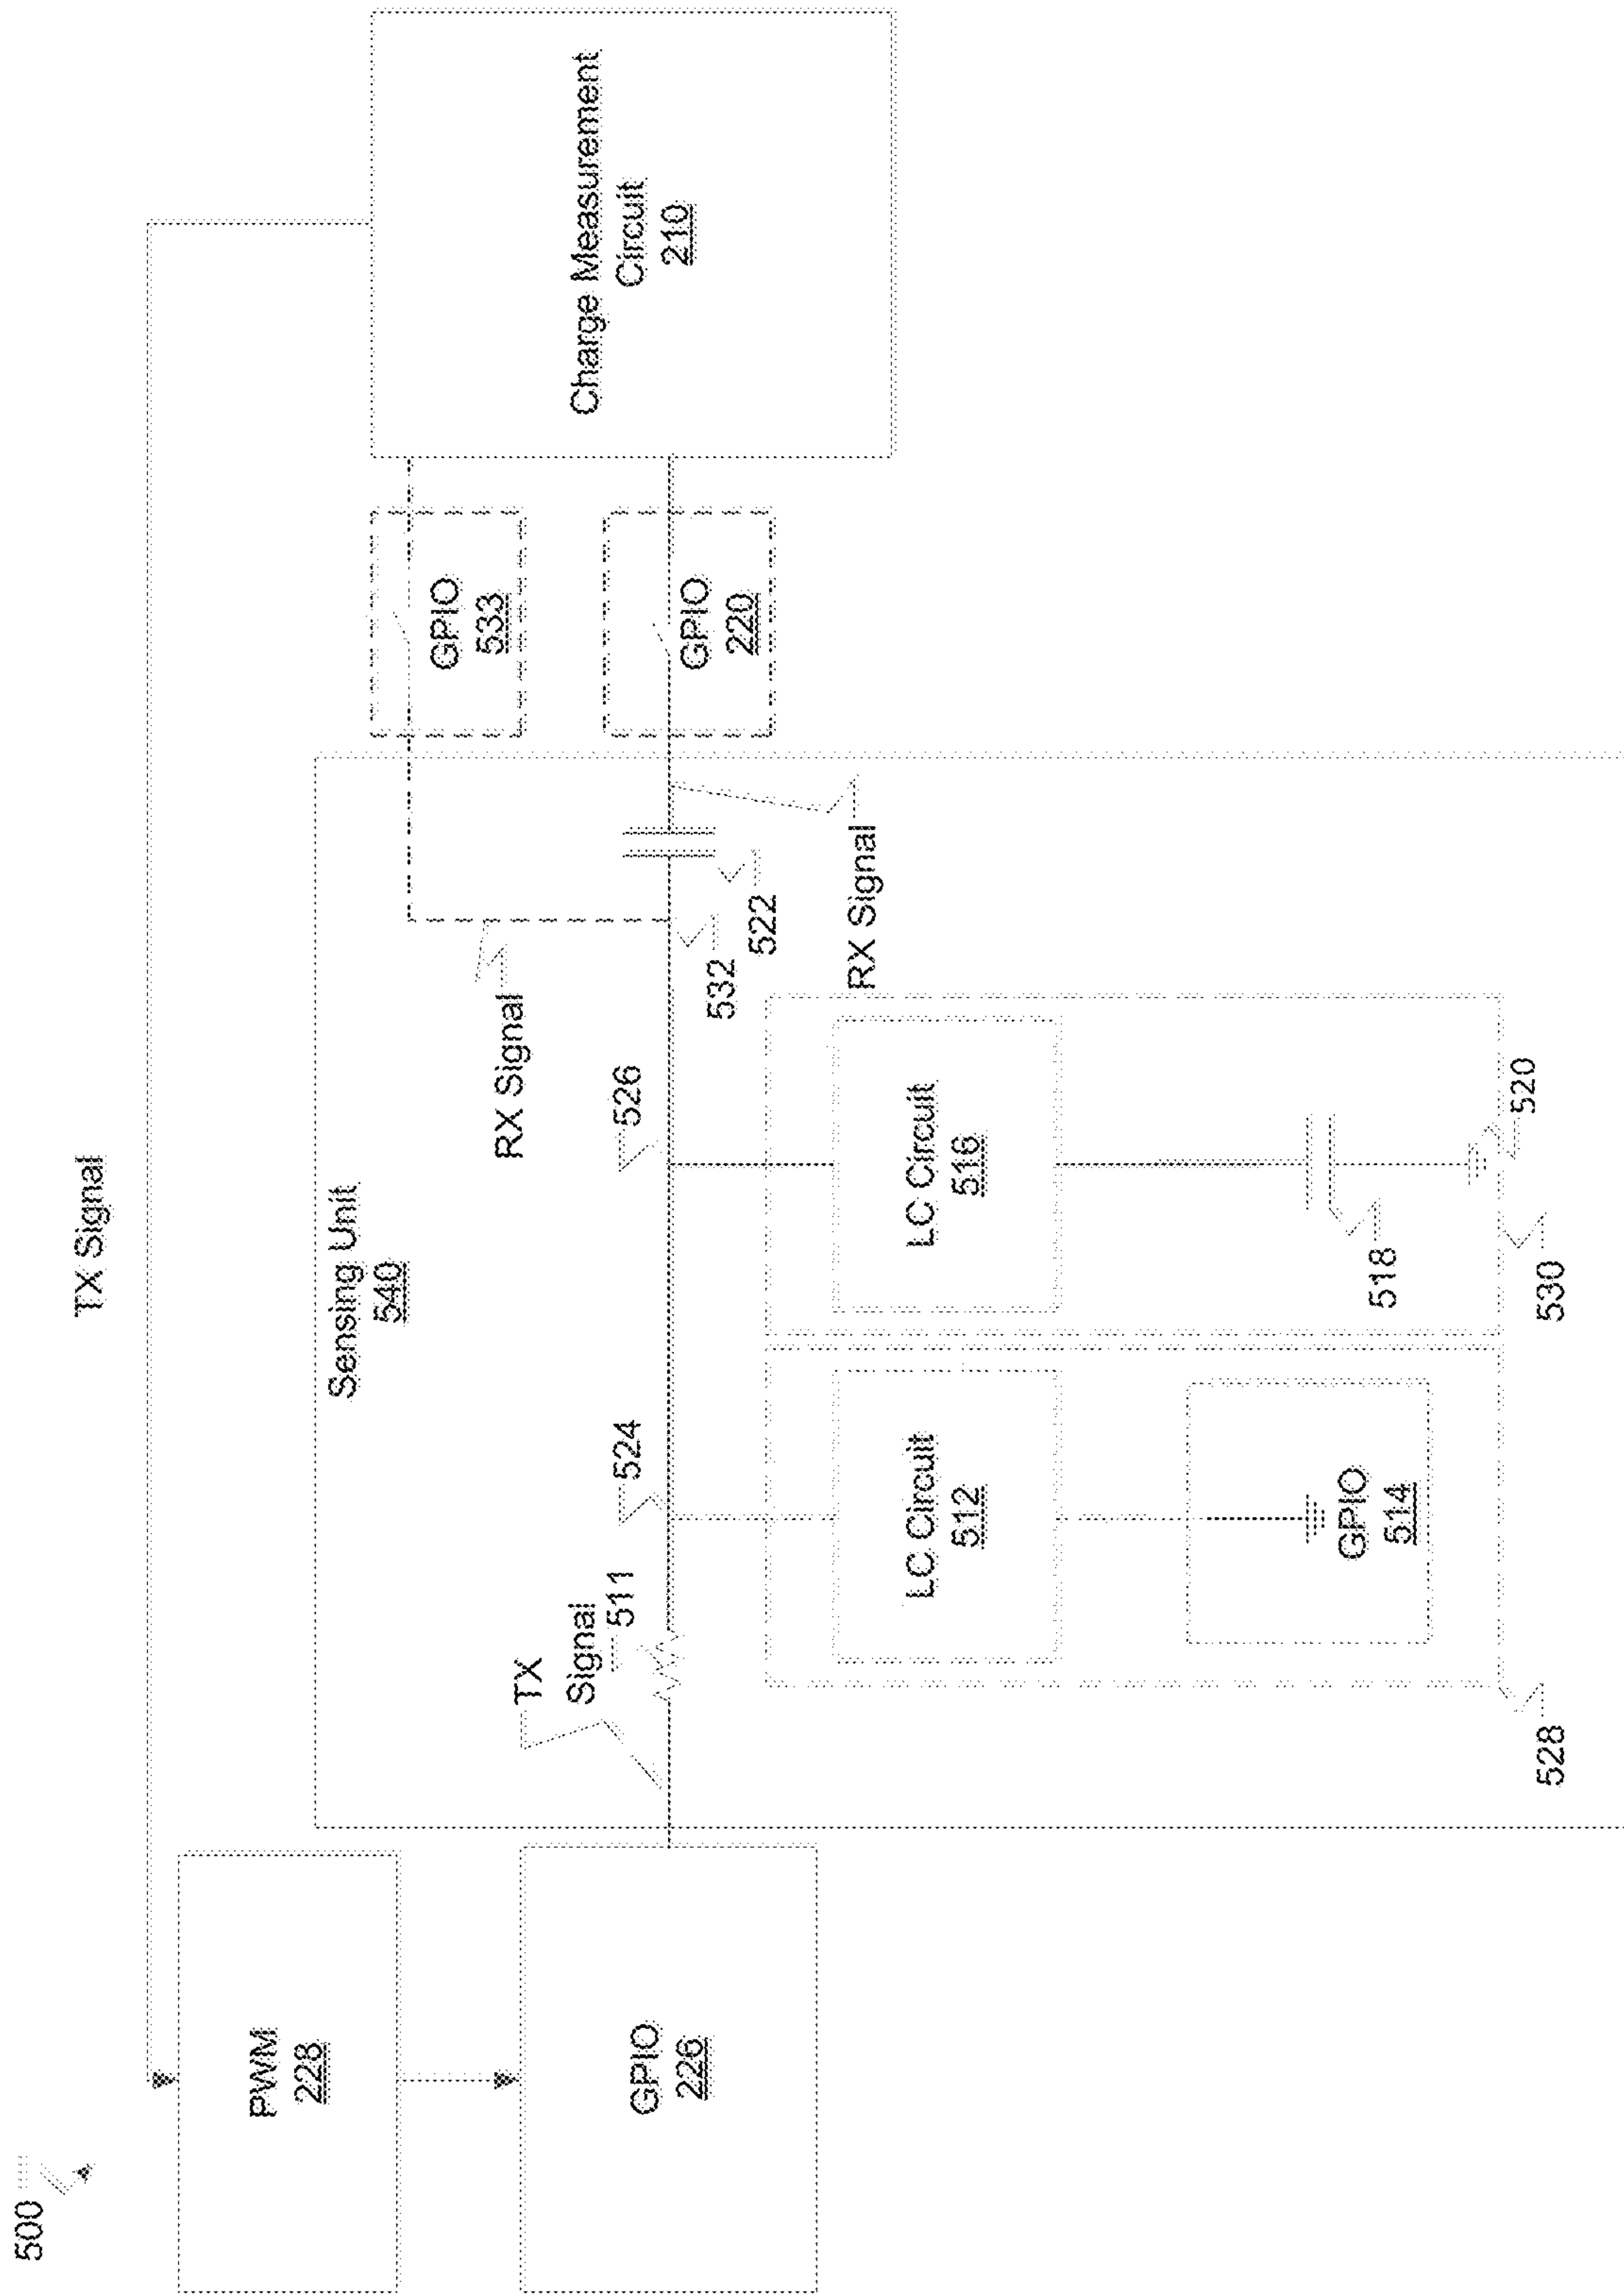 500
TX Signal
PWM
228
GPIO
226
Sensing Unit
540
TX
Signal
511
524
526
RX Signal
532
522
RX Signal
LC Circuit
512
GPIO
514
528
LC Circuit
516
518
520
530
GPIO
533
GPIO
220
Charge Measurement
Circuit
210